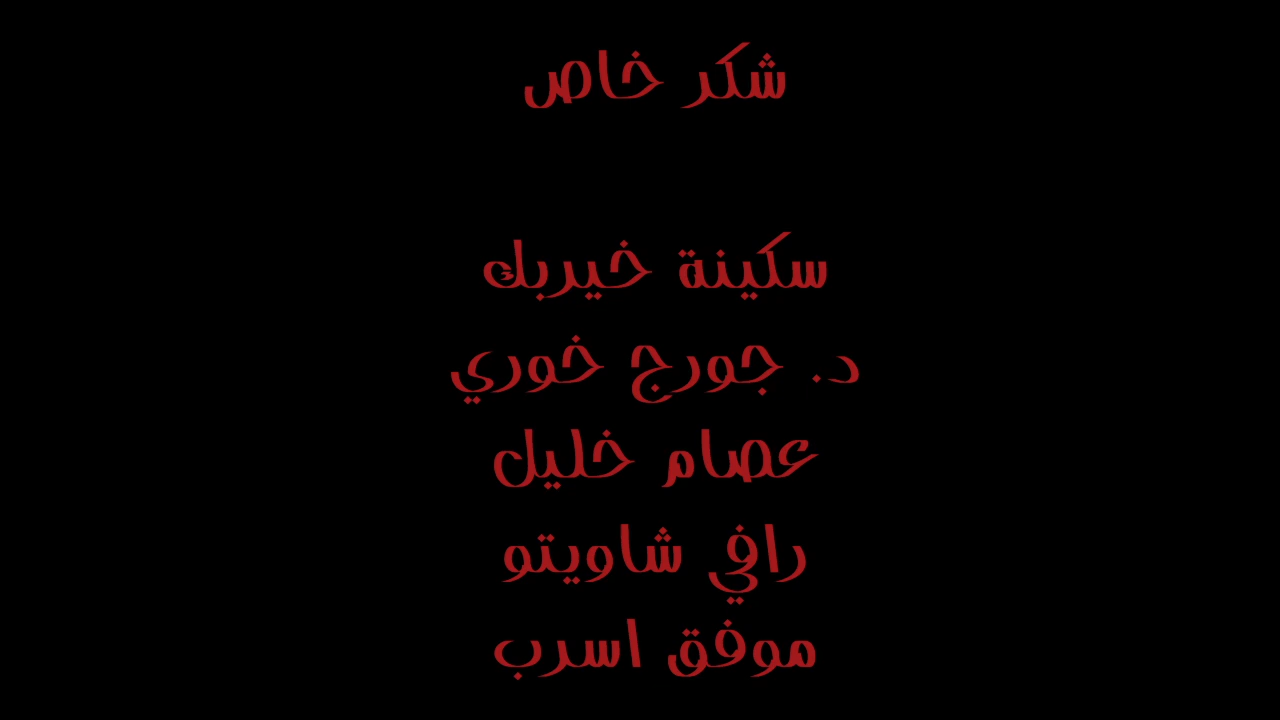 شكر خاص
سكينة خيربك
د. جورج خوري
عصام خليل
رافي شاويتو
موفق اسرب